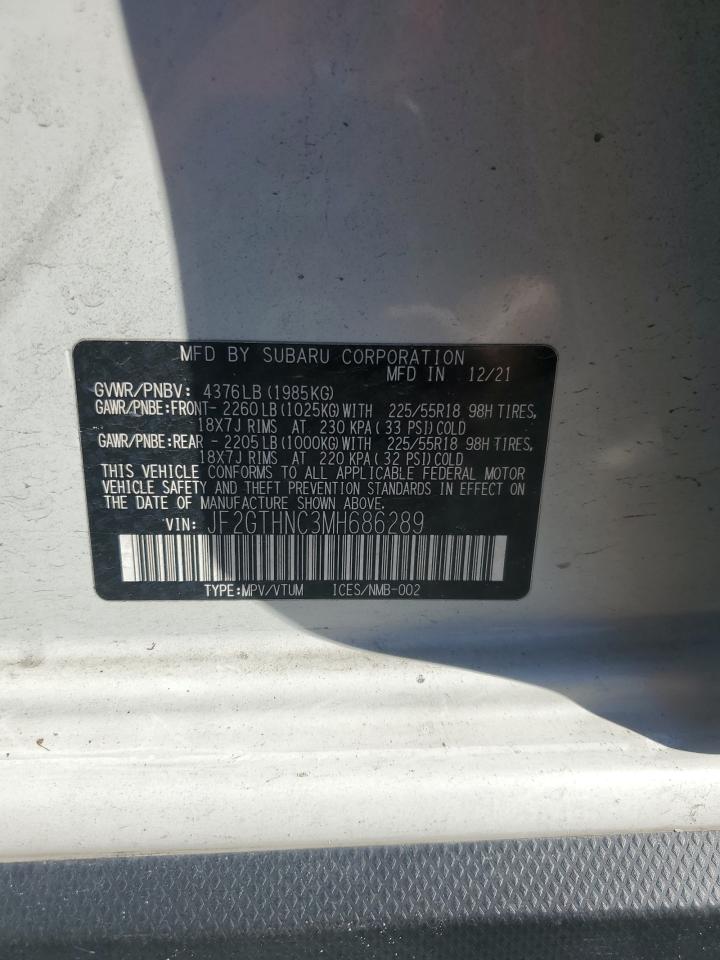 MFD BY SUBARU CORPORATION
MFD IN 12/21
GVWR/PNBV: 4376LB (1985KG)
GAWR/PNBE:FRONT- 2260LB (1025KG)WITH 225/55R18 98H TIRES,
18X7J RIMS AT 230 KPA (33 PSI)COLD
GAWR/PNBE:REAR - 2205LB (1000KG)WITH 225/55R18 98H TIRES,
18X7J RIMS AT 220 KPA (32 PSI)COLD
THIS VEHICLE CONFORMS TO ALL APPLICABLE FEDERAL MOTOR
VEHICLE SAFETY AND THEFT PREVENTION STANDARDS IN EFFECT ON
THE DATE OF MANUFACTURE SHOWN ABOVE.
VIN: JF2GTHNC3MH686289
TYPE:MPV/VTUM ICES/NMB-002